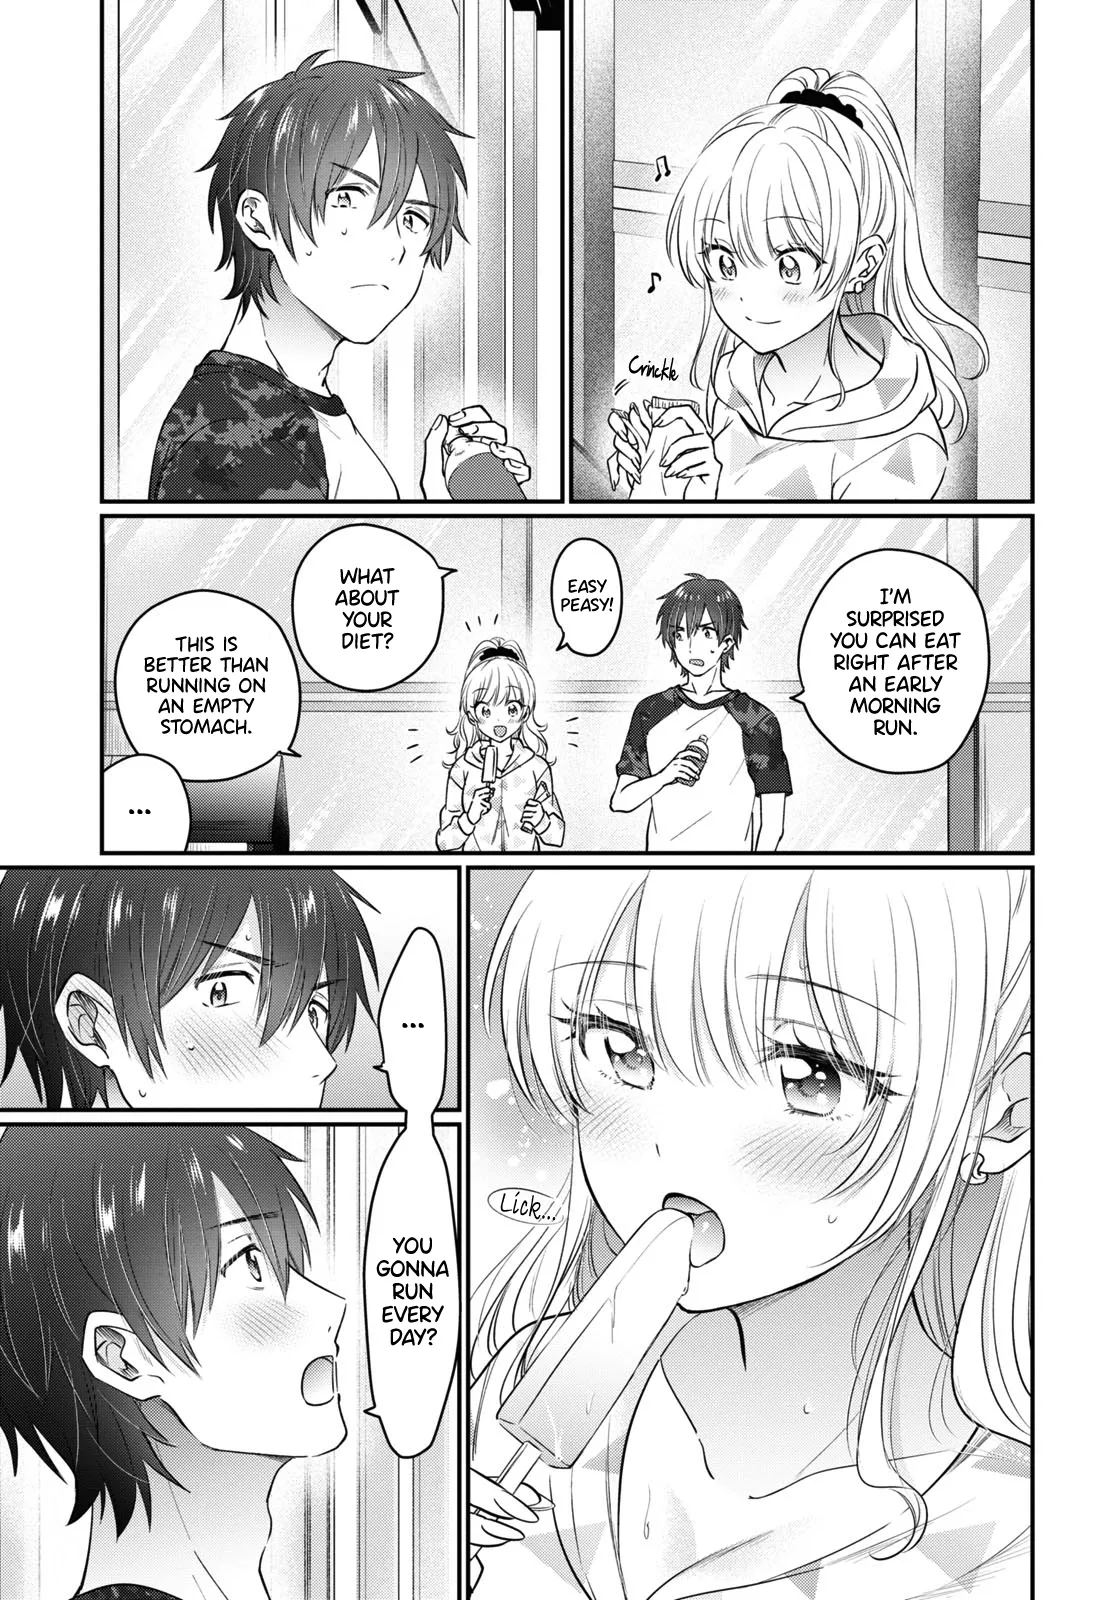 Crinckle
I'M
SURPRISED
YOU CAN EAT
RIGHT AFTER
AN EARLY
MORNING
RUN.
EASY
PEASY!
WHAT
ABOUT
YOUR
DIET?
THIS IS
BETTER THAN
RUNNING ON
AN EMPTY
STOMACH.
...
Lick...
...
YOU
GONNA
RUN
EVERY
DAY?